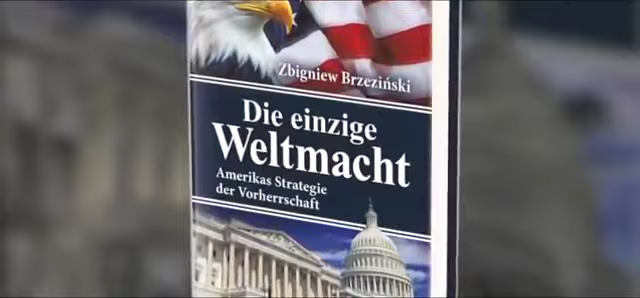 Zbigniew Brzeziński
Die einzige
Weltmacht
Amerikas Strategie
der Vorherrschaft